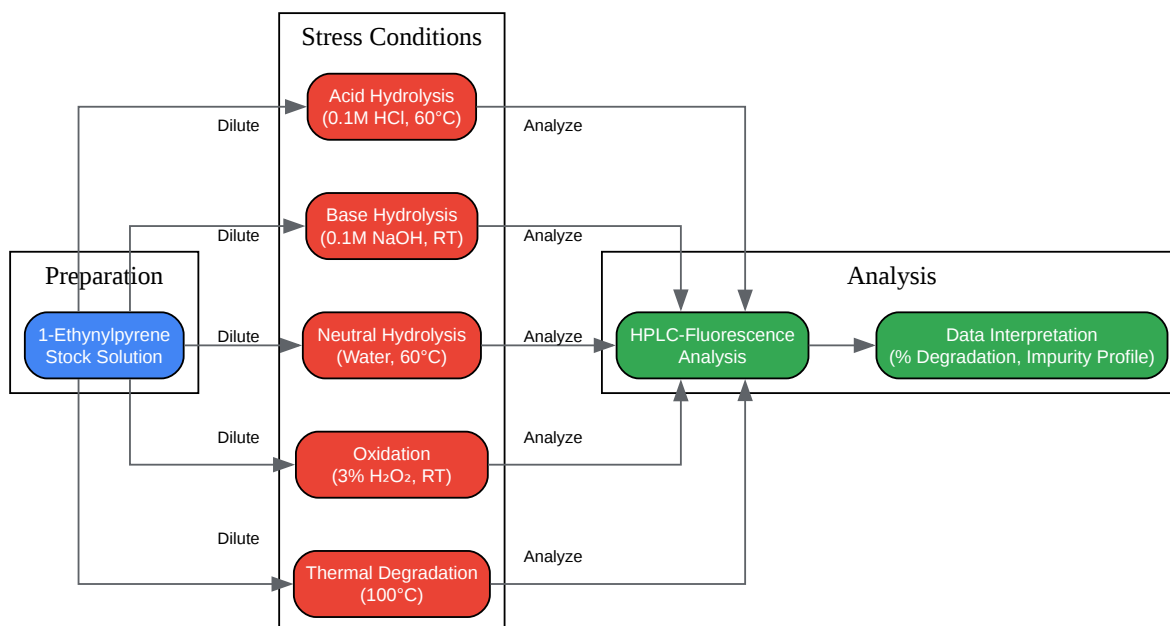 Stress Conditions
Acid Hydrolysis
(0.1M HCl, 60°C)
Dilute
Analyze
Base Hydrolysis
(0.1M NaOH, RT)
Dilute
Analyze
Preparation
Analysis
1-Ethynylpyrene
Stock Solution
Dilute
Neutral Hydrolysis
(Water, 60°C)
Analyze
HPLC-Fluorescence
Analysis
Data Interpretation
(% Degradation, Impurity Profile)
Dilute
Oxidation
(3% H₂O₂, RT)
Analyze
Dilute
Thermal Degradation
(100°C)
Analyze